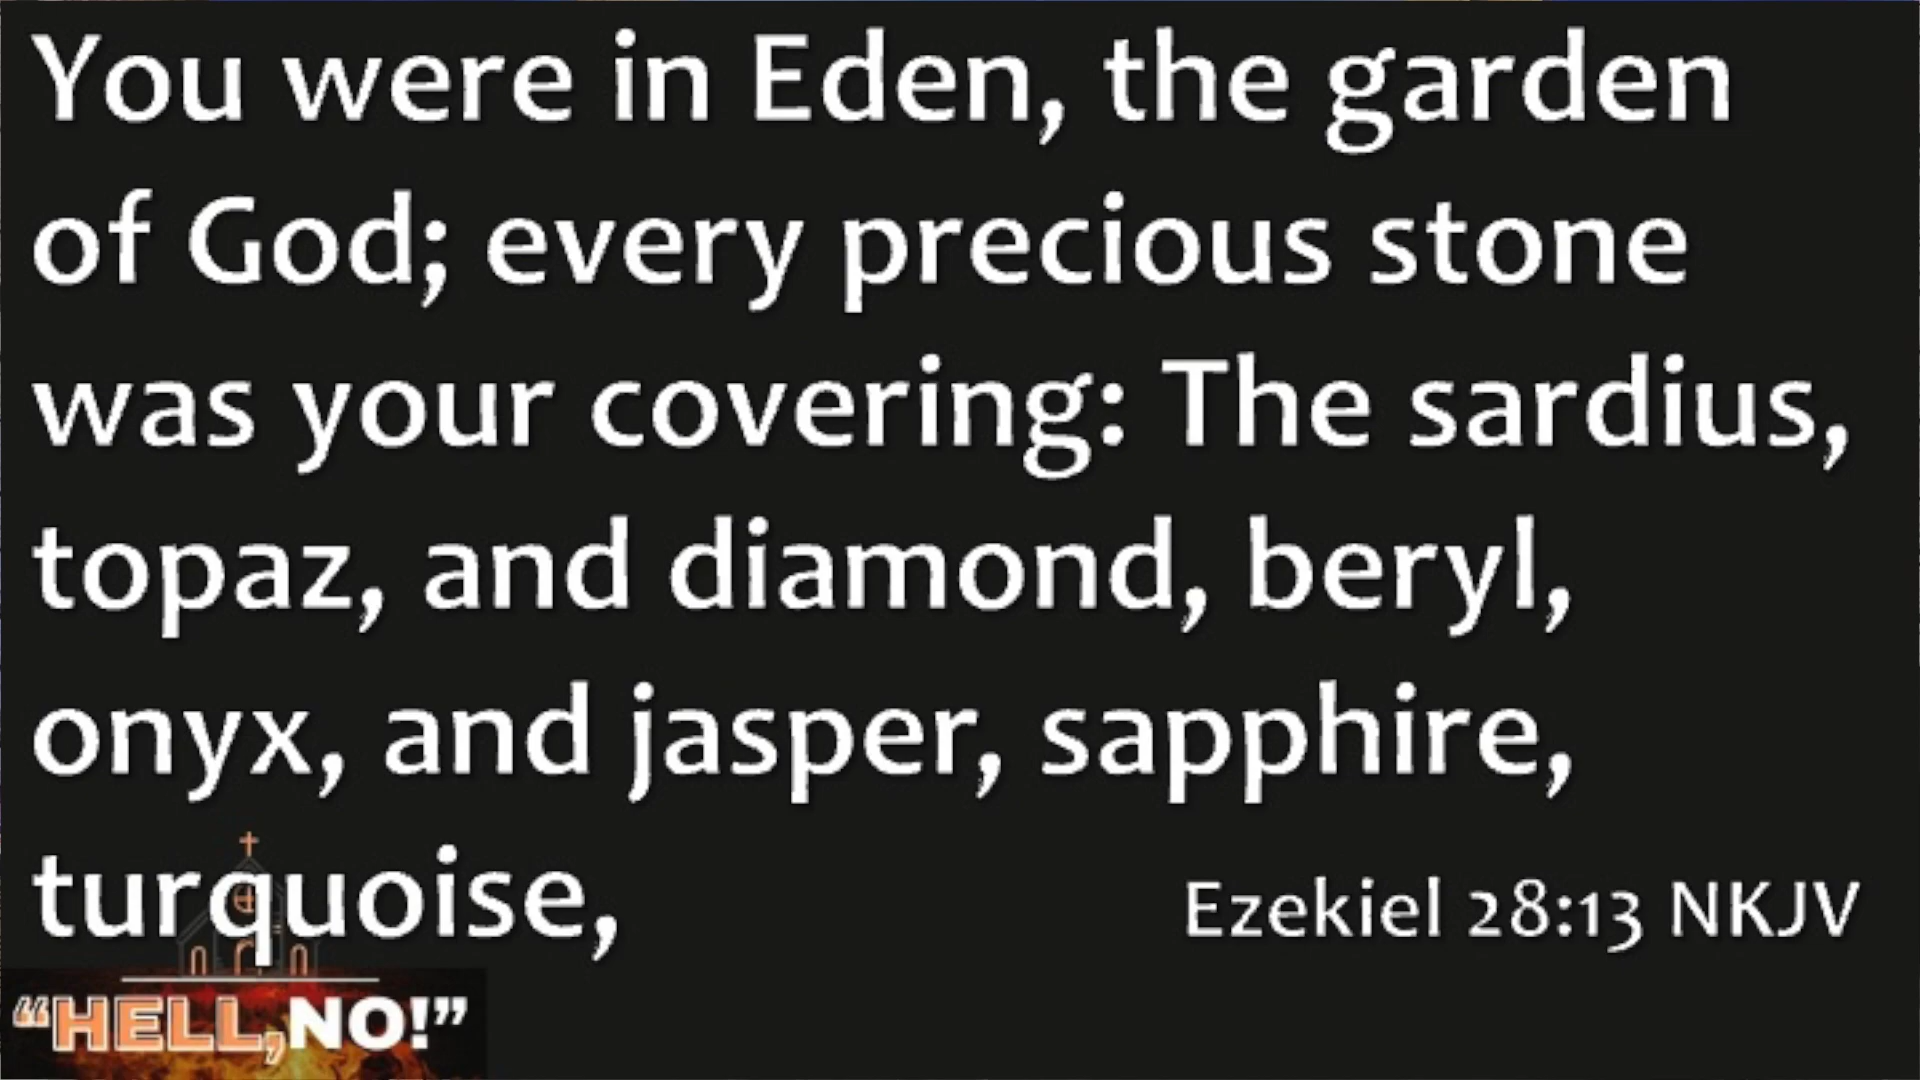 You were in Eden, the garden
of God; every precious stone
was your covering: The sardius,
topaz, and diamond, beryl,
onyx, and jasper, sapphire,
turquoise,
Ezekiel 28:13 NKJV
“HELL, NO!”